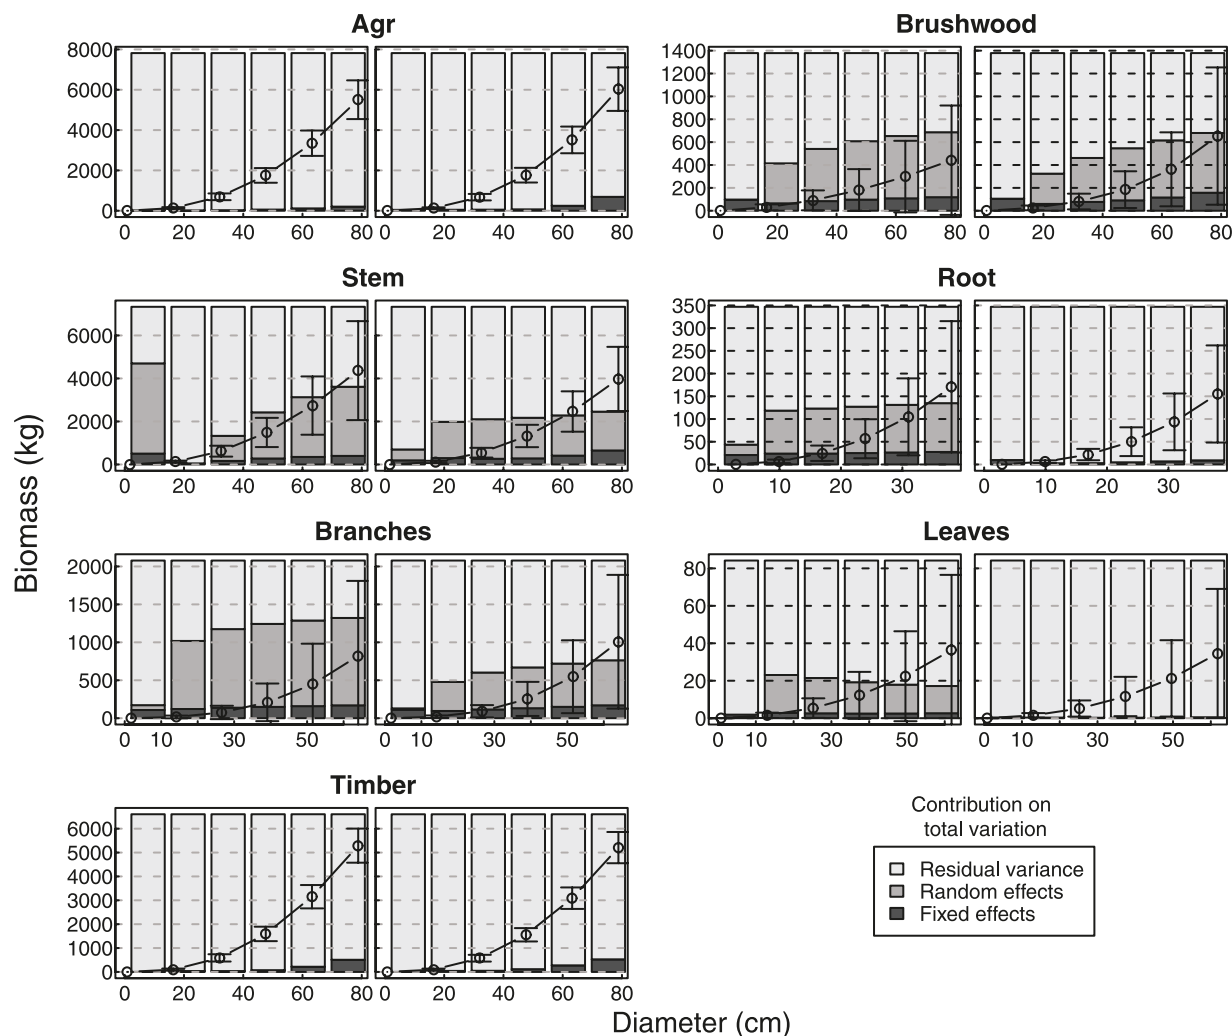 Agr
8000
6000
4000
2000
0
0 20 40 60 80
0 20 40 60 80
Brushwood
1400
1200
1000
800
600
400
200
0
0 20 40 60 80
0 20 40 60 80
Stem
6000
4000
2000
0
0 20 40 60 80
0 20 40 60 80
Root
350
300
250
200
150
100
50
0
0 10 20 30
0 10 20 30
Branches
2000
1500
1000
500
0
0 10 30 50
0 10 30 50
Leaves
80
60
40
20
0
0 10 30 50
0 10 30 50
Timber
6000
5000
4000
3000
2000
1000
0
0 20 40 60 80
0 20 40 60 80
Contribution on
total variation
Residual variance
Random effects
Fixed effects
Biomass (kg)
Diameter (cm)